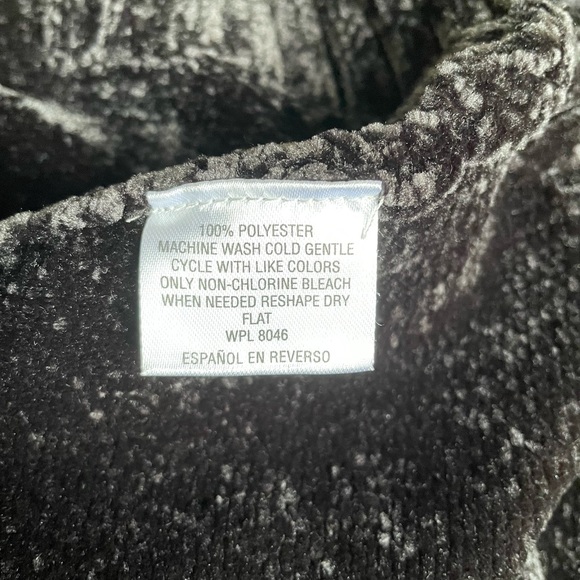 100% POLYESTER
MACHINE WASH COLD GENTLE
CYCLE WITH LIKE COLORS
ONLY NON-CHLORINE BLEACH
WHEN NEEDED RESHAPE DRY
FLAT
WPL 8046
ESPAÑOL EN REVERSO